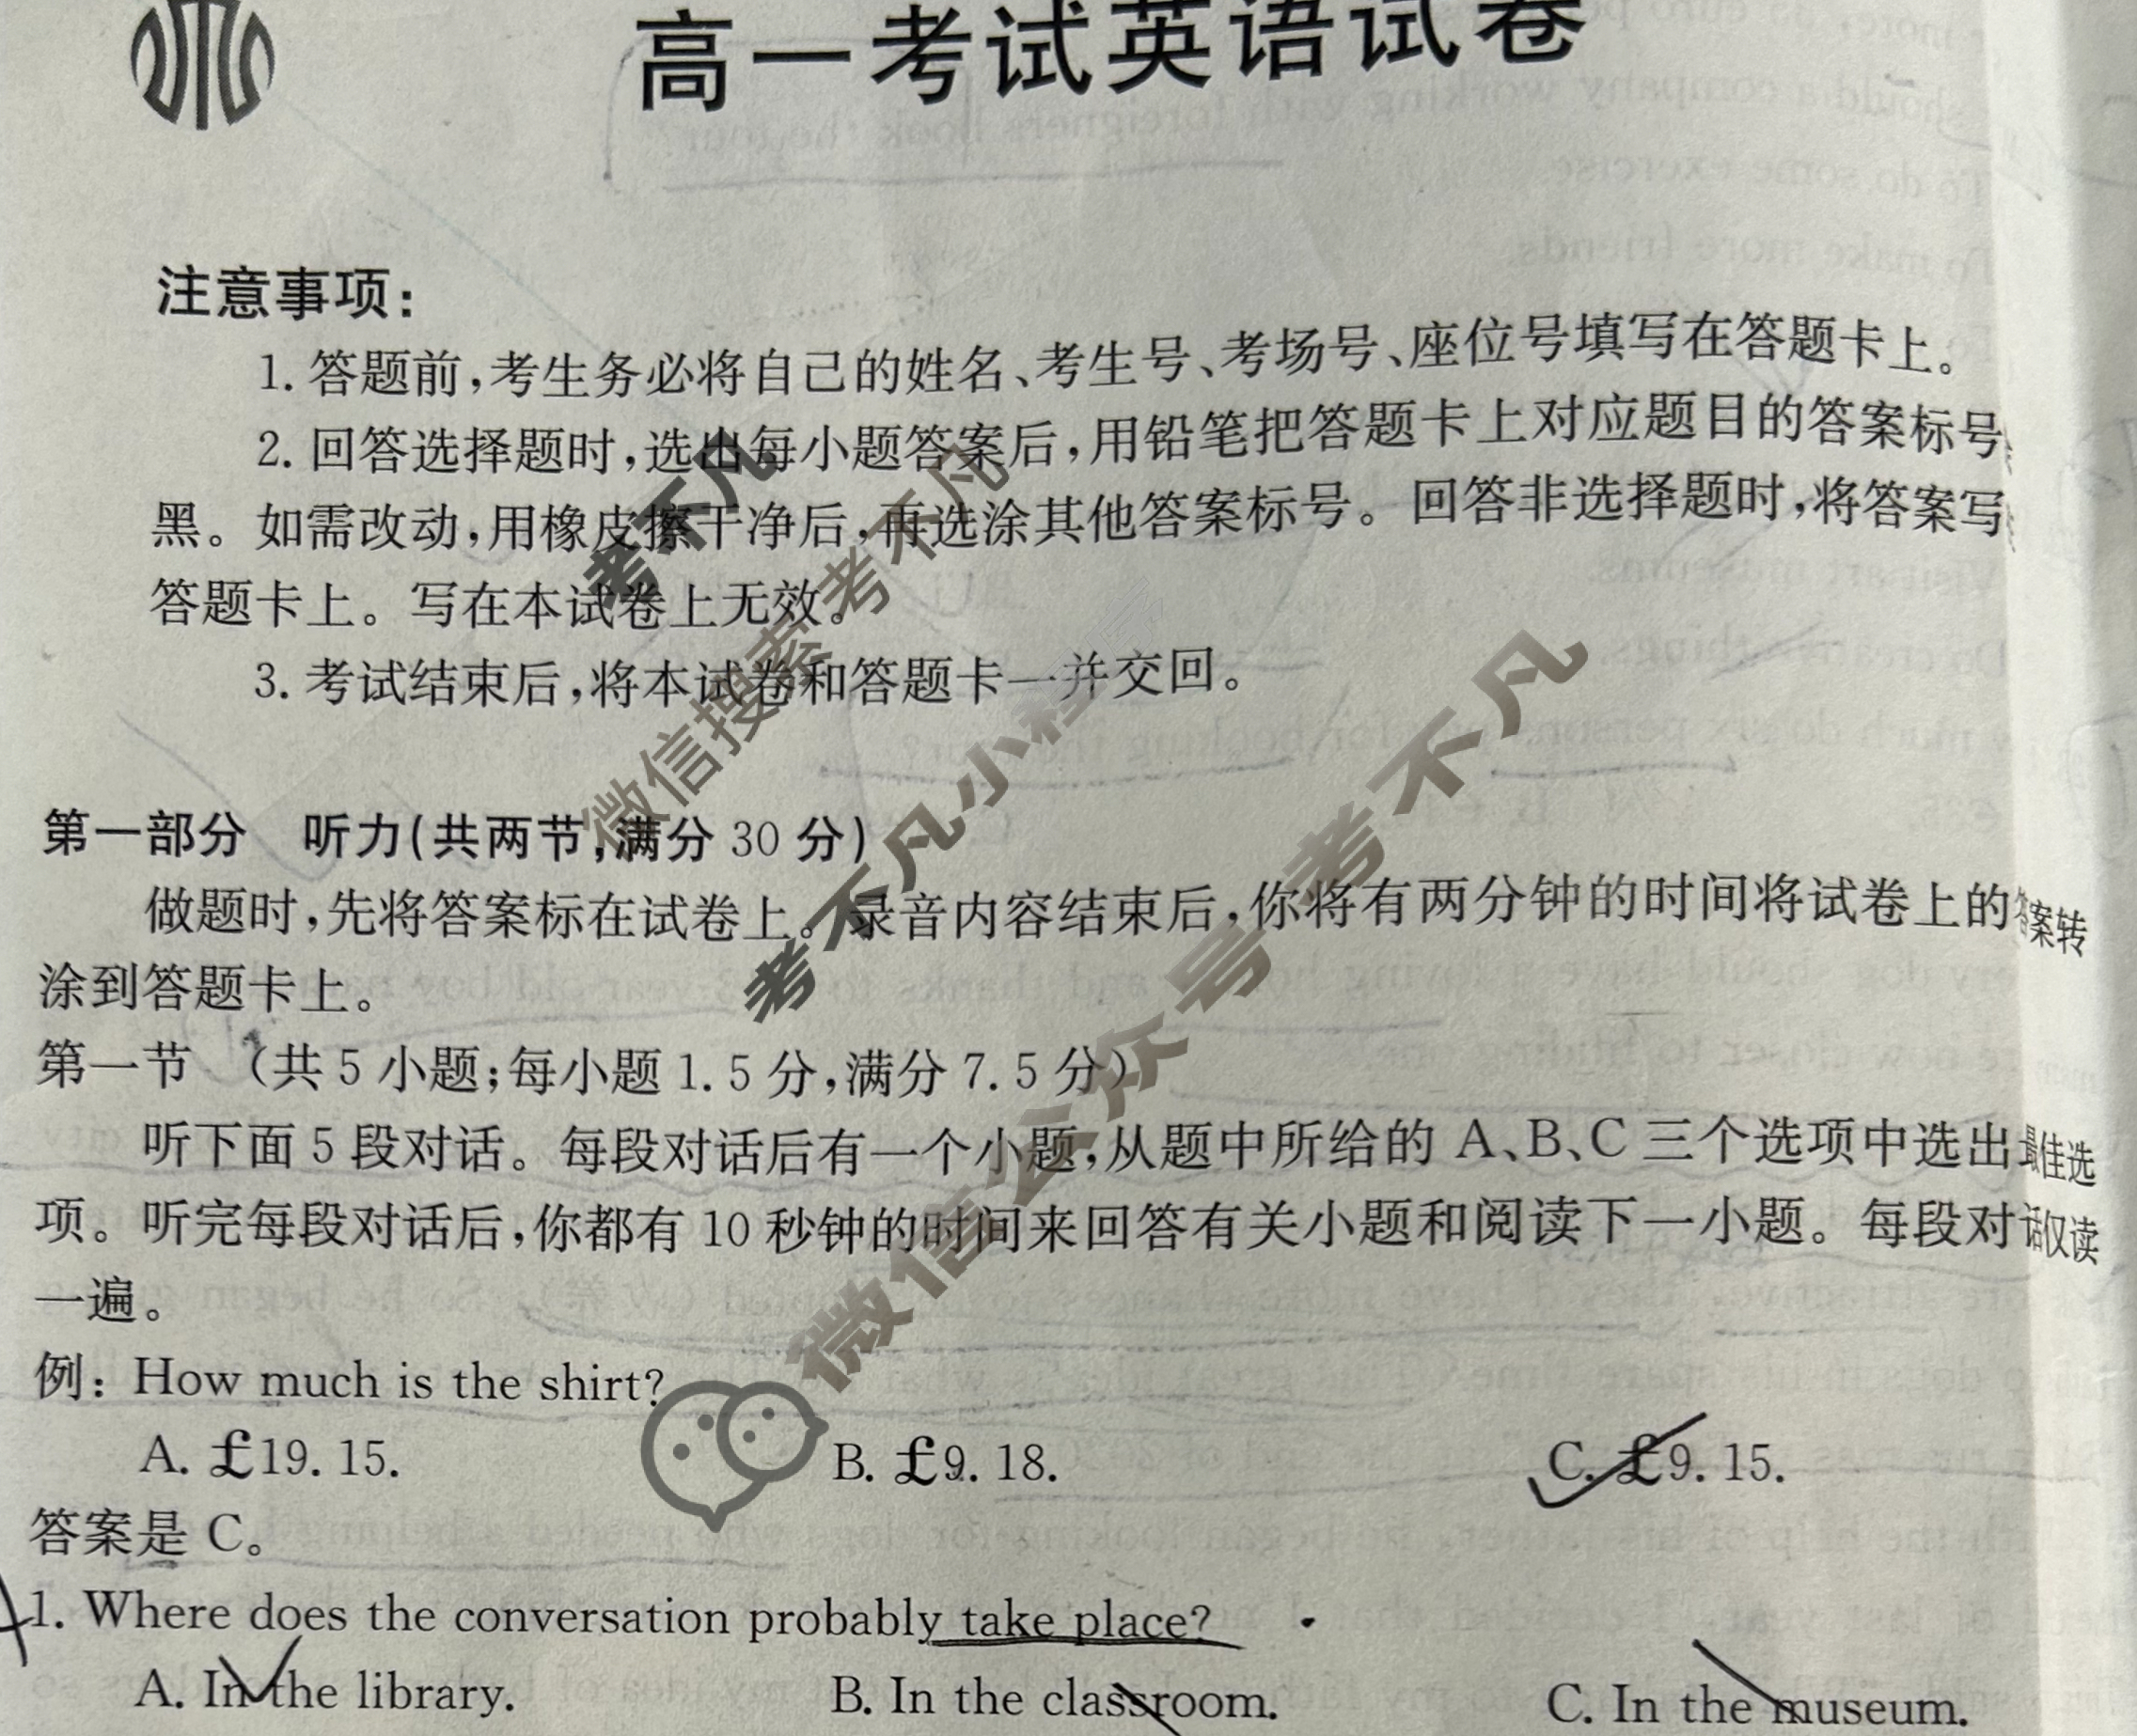 高一考试英语试卷
注意事项：
1. 答题前，考生务必将自己的姓名、考生号、考场号、座位号填写在答题卡上。
2. 回答选择题时，选出每小题答案后，用铅笔把答题卡上对应题目的答案标号
黑。如需改动，用橡皮擦干净后，再选涂其他答案标号。回答非选择题时，将答案写
答题卡上。写在本试卷上无效。
3. 考试结束后，将本试卷和答题卡一并交回。
第一部分 听力(共两节，满分 30 分)
做题时，先将答案标在试卷上。录音内容结束后，你将有两分钟的时间将试卷上的答案转
涂到答题卡上。
第一节 （共 5 小题；每小题 1. 5 分，满分 7. 5 分）
听下面 5 段对话。每段对话后有一个小题，从题中所给的 A、B、C 三个选项中选出最佳选
项。听完每段对话后，你都有 10 秒钟的时间来回答有关小题和阅读下一小题。每段对话仅读
一遍。
例：How much is the shirt?
A. £19. 15. B. £9. 18. C. £9. 15.
答案是 C。
1. Where does the conversation probably take place?
A. In the library. B. In the classroom. C. In the museum.
考不凡
微信搜索 考不凡
考不凡小程序
微信公众号 考不凡